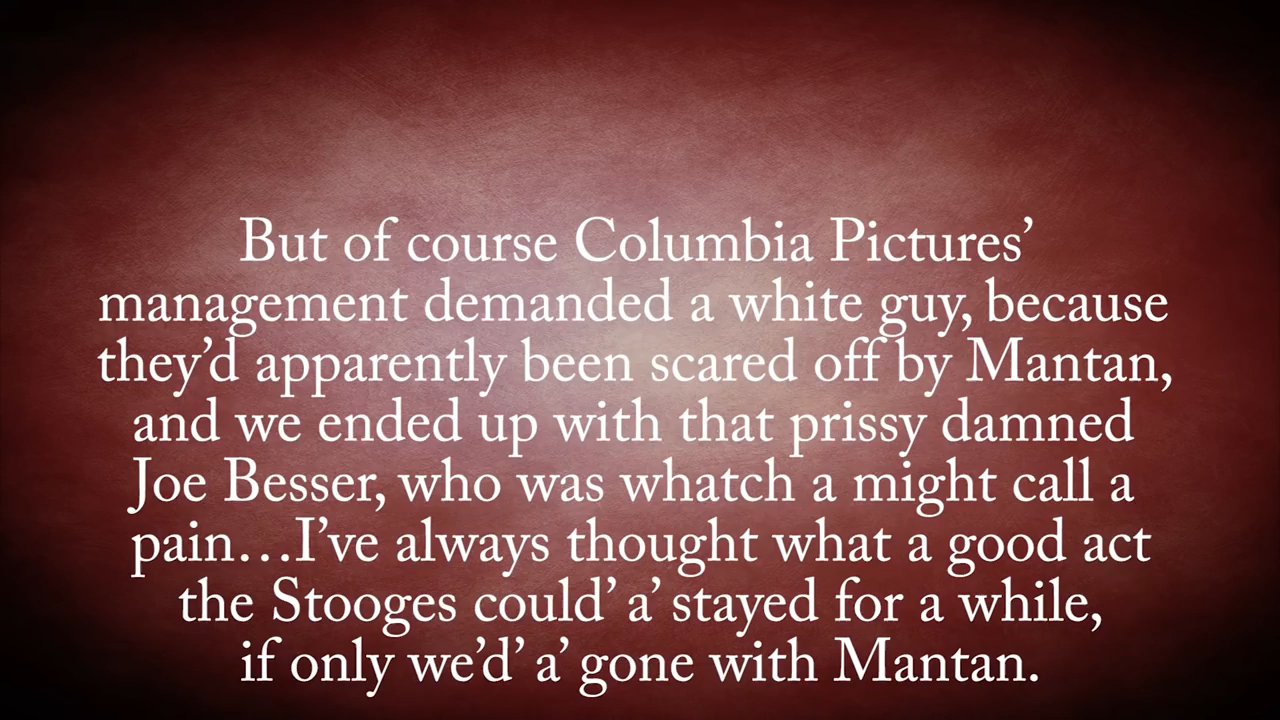 But of course Columbia Pictures’
management demanded a white guy, because
they’d apparently been scared off by Mantan,
and we ended up with that prissy damned
Joe Besser, who was whatch a might call a
pain…I’ve always thought what a good act
the Stooges could’ a’ stayed for a while,
if only we’d’ a’ gone with Mantan.